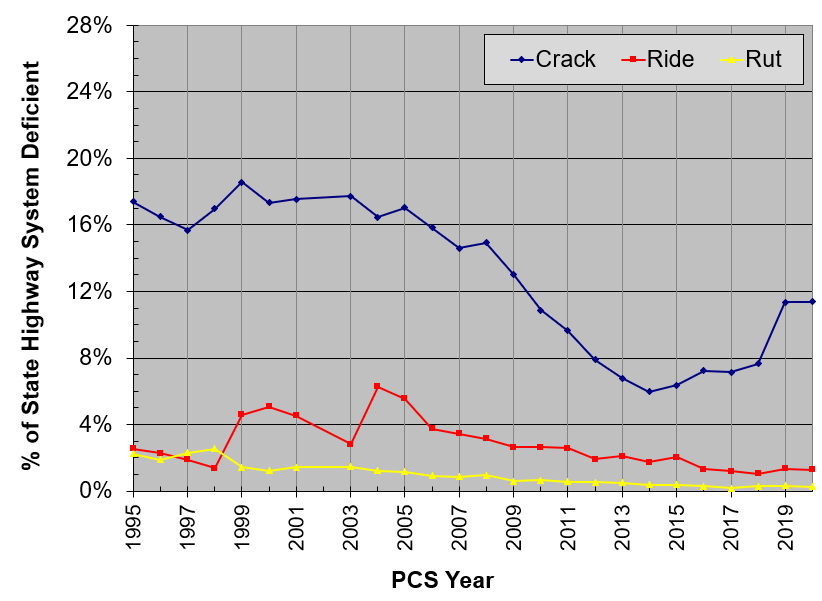 28%
24%
20%
16%
12%
8%
4%
0%
% of State Highway System Deficient
Crack Ride Rut
1995 1997 1999 2001 2003 2005 2007 2009 2011 2013 2015 2017 2019
PCS Year